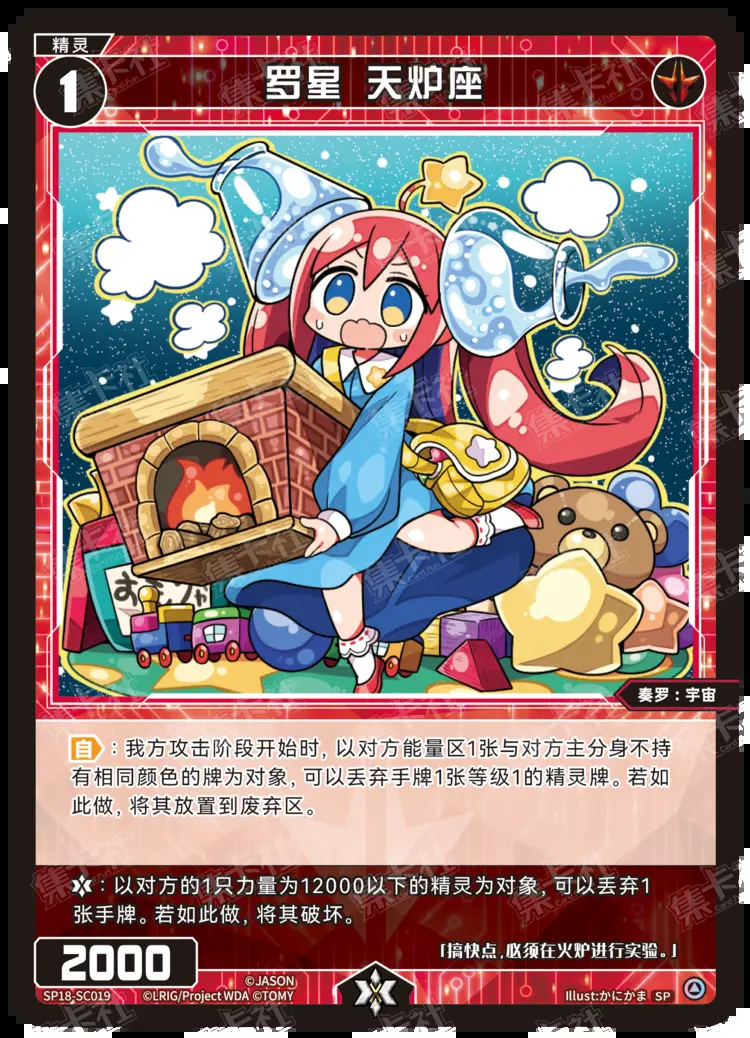 精灵
1
罗星 天炉座
おもちゃ
奏罗：宇宙
自：我方攻击阶段开始时, 以对方能量区1张与对方主分身不持
有相同颜色的牌为对象, 可以丢弃手牌1张等级1的精灵牌。若如
此做, 将其放置到废弃区。
：以对方的1只力量为12000以下的精灵为对象, 可以丢弃1
张手牌。若如此做, 将其破坏。
「搞快点,必须在火炉进行实验。」
2000
©JASON
SP18-SC019 ©LRIG/Project WDA ©TOMY
Illust:かにかま SP
集卡社